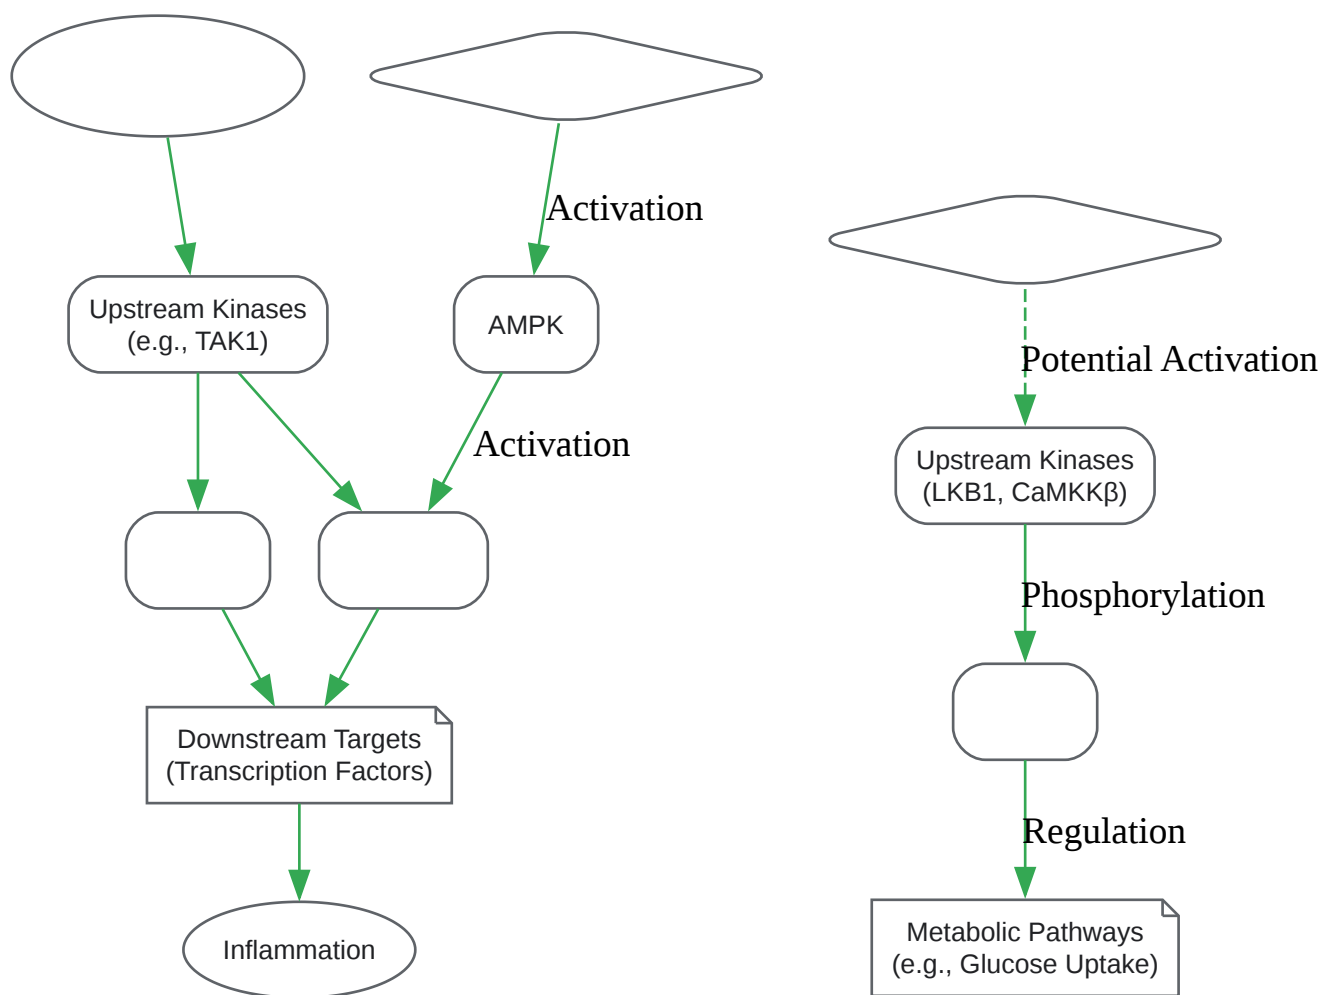 Activation
Upstream Kinases
(e.g., TAK1)
AMPK
Activation
Downstream Targets
(Transcription Factors)
Inflammation
Potential Activation
Upstream Kinases
(LKB1, CaMKKβ)
Phosphorylation
Regulation
Metabolic Pathways
(e.g., Glucose Uptake)